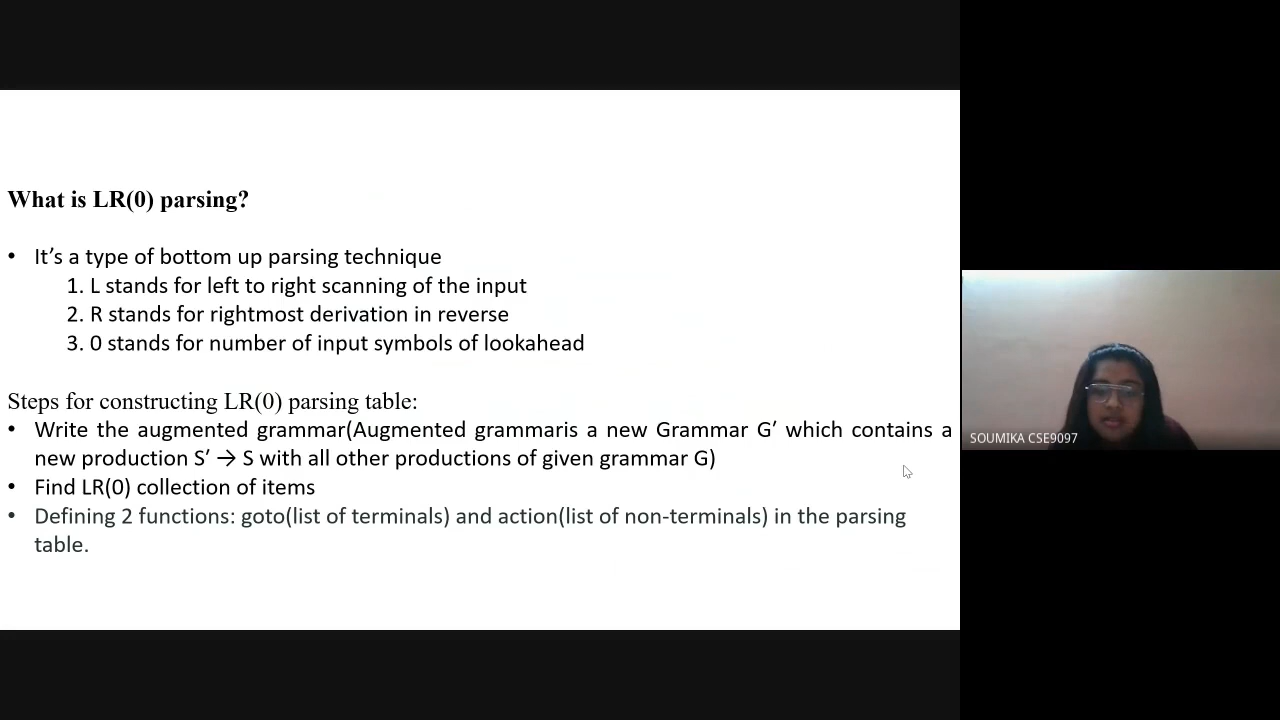 What is LR(0) parsing?
• It’s a type of bottom up parsing technique
1. L stands for left to right scanning of the input
2. R stands for rightmost derivation in reverse
3. 0 stands for number of input symbols of lookahead
Steps for constructing LR(0) parsing table:
• Write the augmented grammar(Augmented grammaris a new Grammar G’ which contains a
new production S’ → S with all other productions of given grammar G)
• Find LR(0) collection of items
• Defining 2 functions: goto(list of terminals) and action(list of non-terminals) in the parsing
table.
SOUMIKA CSE9097